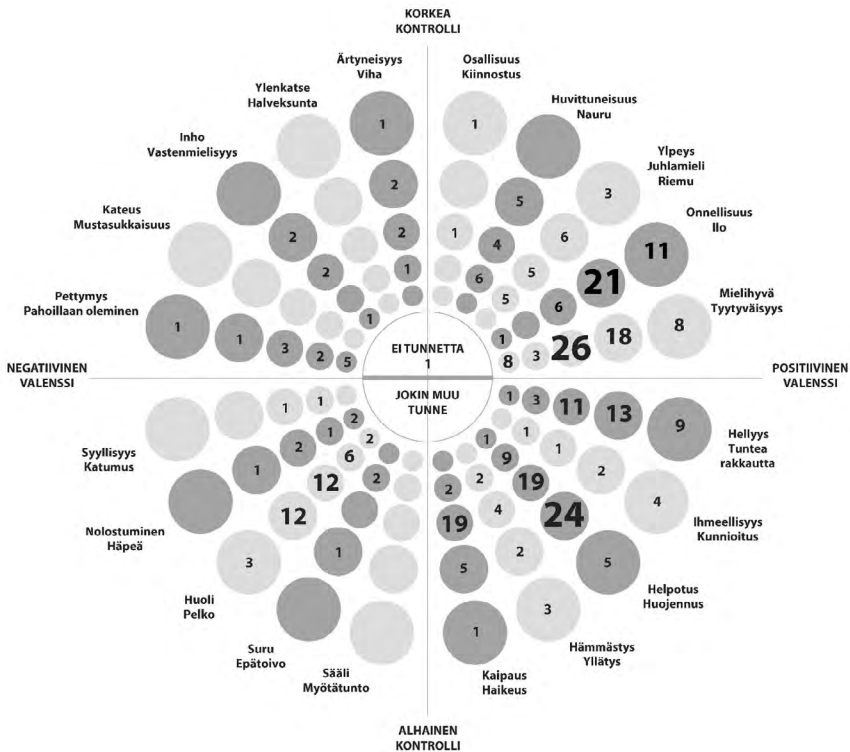 KORKEA
KONTROLLI
Ärtyneisyys
Viha
Osallisuus
Kiinnostus
Ylenkatse
Halveksunta
Huvittuneisuus
Nauru
Inho
Vastenmielisyys
Ylpeys
Juhlamieli
Riemu
Kateus
Mustasukkaisuus
Onnellisuus
Ilo
Pettymys
Pahoillaan oleminen
Mielihyvä
Tyytyväisyys
1
1
2
5
3
2
1
2
4
6
11
2
1
6
5
21
5
6
8
1
1
18
1
3
2
5
1
8
3
26
EI TUNNETTA
1
NEGATIIVINEN
VALENSSI
POSITIIVINEN
VALENSSI
JOKIN MUU
TUNNE
1
1
1
3
11
13
9
2
1
2
1
1
2
1
6
9
2
4
12
2
2
19
12
2
4
24
19
1
5
2
5
3
1
3
Syyllisyys
Katumus
Hellyys
Tuntea
rakkautta
Nolostuminen
Häpeä
Ihmeellisyys
Kunnioitus
Huoli
Pelko
Helpotus
Huojennus
Suru
Epätoivo
Hämmästys
Yllätys
Sääli
Myötätunto
Kaipaus
Haikeus
ALHAINEN
KONTROLLI